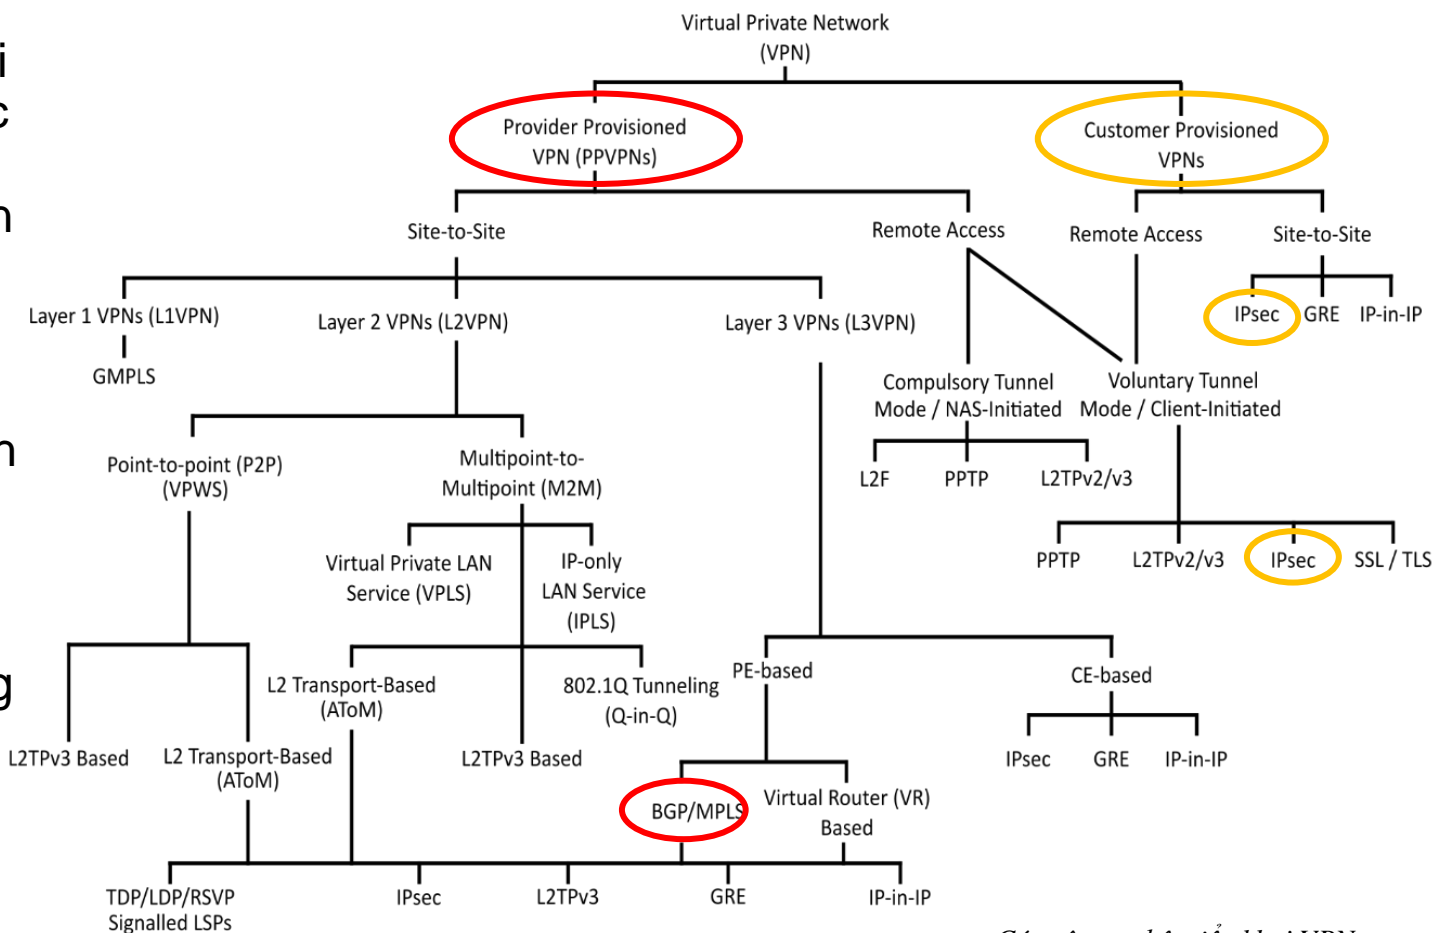 Virtual Private Network
(VPN)
Provider Provisioned
VPN (PPVPNs)
Customer Provisioned
VPNs
Site-to-Site
Remote Access
Remote Access
Site-to-Site
Layer 1 VPNs (L1VPN)
Layer 2 VPNs (L2VPN)
Layer 3 VPNs (L3VPN)
IPsec
GRE
IP-in-IP
GMPLS
Compulsory Tunnel
Mode / NAS-Initiated
Voluntary Tunnel
Mode / Client-Initiated
Point-to-point (P2P)
(VPWS)
Multipoint-to-
Multipoint (M2M)
L2F
PPTP
L2TPv2/v3
Virtual Private LAN
Service (VPLS)
IP-only
LAN Service
(IPLS)
PPTP
L2TPv2/v3
IPsec
SSL / TLS
L2 Transport-Based
(AToM)
802.1Q Tunneling
(Q-in-Q)
PE-based
CE-based
L2TPv3 Based
L2 Transport-Based
(AToM)
L2TPv3 Based
IPsec
GRE
IP-in-IP
BGP/MPLS
Virtual Router (VR)
Based
TDP/LDP/RSVP
Signalled LSPs
IPsec
L2TPv3
GRE
IP-in-IP